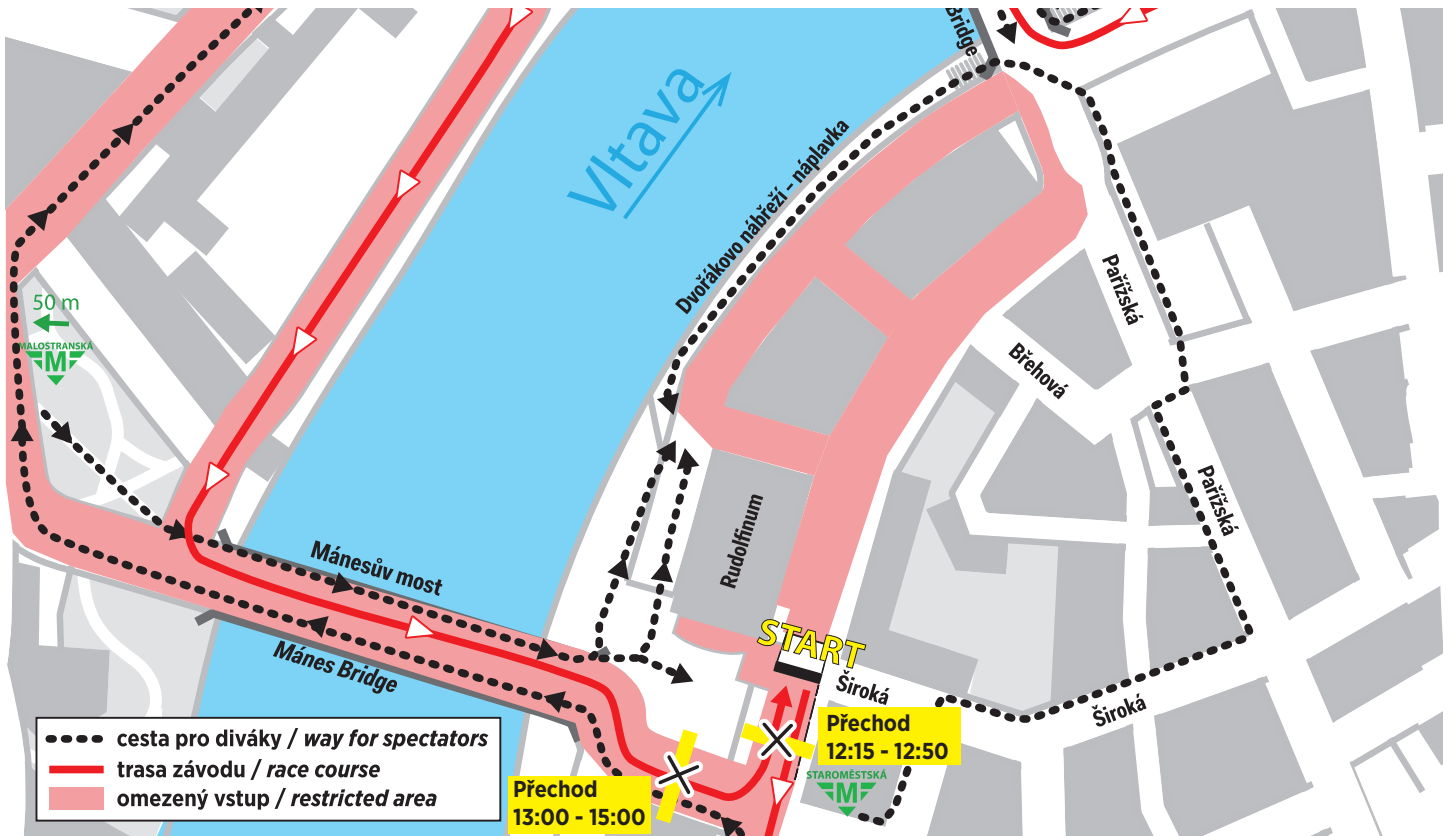 Bridge
Vltava
Dvořákovo nábřeží – náplavka
Pařížská
50 m
MALOSTRANSKÁ
M
Břehová
Pařížská
Rudolfinum
Mánesův most
START
Mánes Bridge
Široká
Široká
Přechod
12:15 - 12:50
STAROMĚSTSKÁ
M
Přechod
13:00 - 15:00
cesta pro diváky / way for spectators
trasa závodu / race course
omezený vstup / restricted area